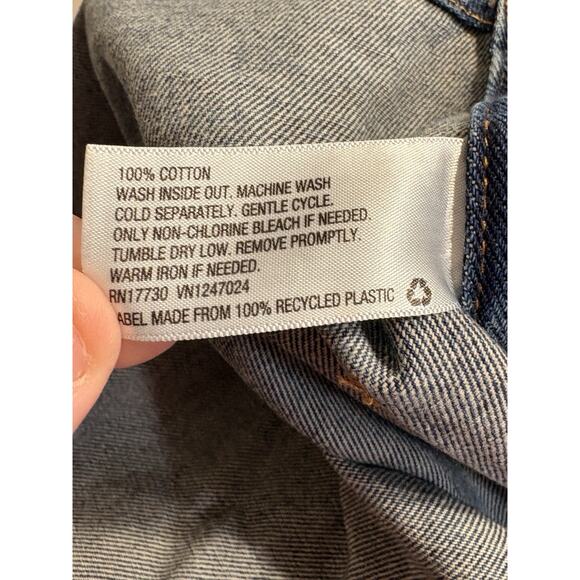 100% COTTON
WASH INSIDE OUT. MACHINE WASH
COLD SEPARATELY. GENTLE CYCLE.
ONLY NON-CHLORINE BLEACH IF NEEDED.
TUMBLE DRY LOW. REMOVE PROMPTLY.
WARM IRON IF NEEDED.
RN17730 VN1247024
ABEL MADE FROM 100% RECYCLED PLASTIC